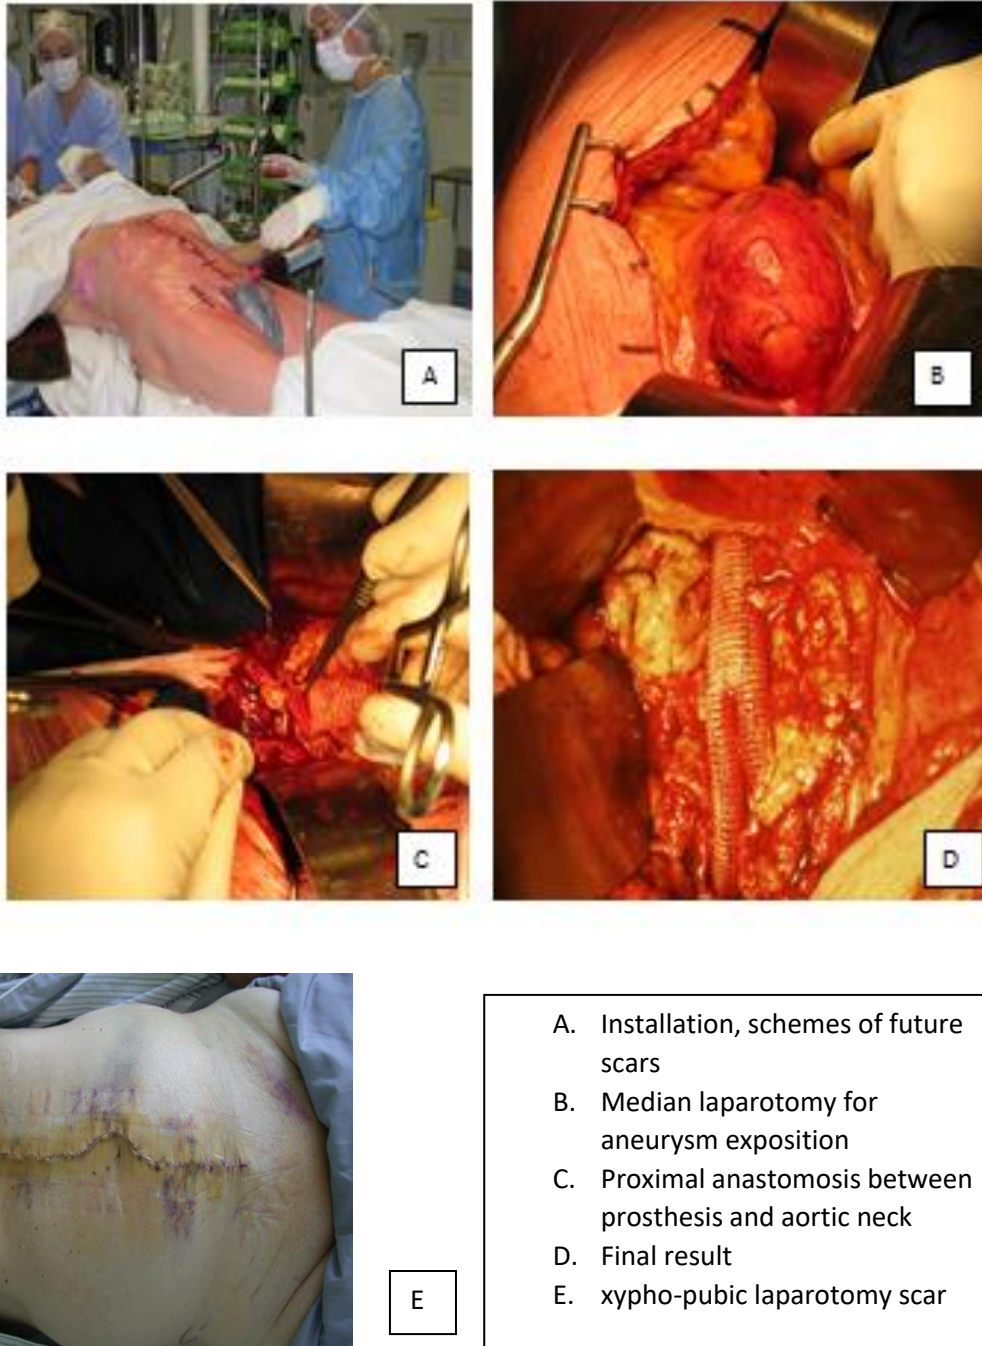 A
B
C
D
E
A. Installation, schemes of future
scars
B. Median laparotomy for
aneurysm exposition
C. Proximal anastomosis between
prosthesis and aortic neck
D. Final result
E. xypho-pubic laparotomy scar